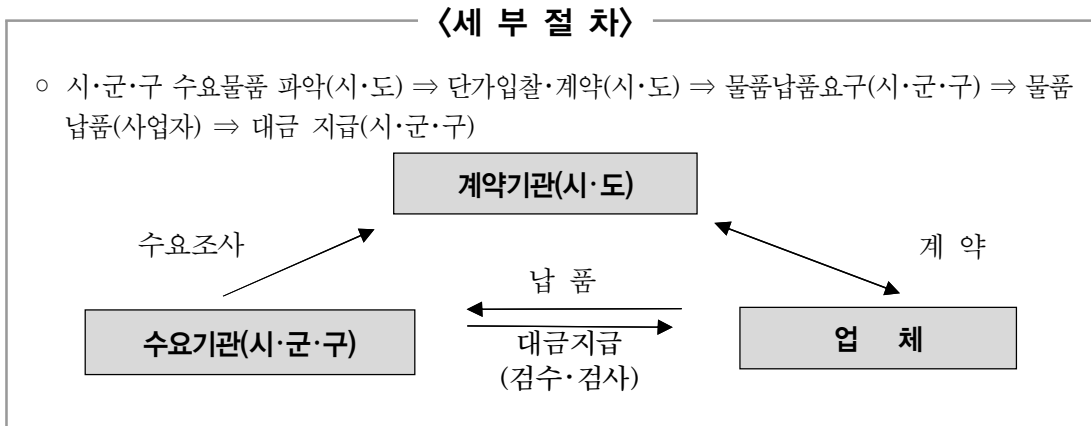 〈세 부 절 차〉
○ 시·군·구 수요물품 파악(시·도) ⇒ 단가입찰·계약(시·도) ⇒ 물품납품요구(시·군·구) ⇒ 물품
납품(사업자) ⇒ 대금 지급(시·군·구)
계약기관(시·도)
수요조사
계 약
납 품
수요기관(시·군·구)
업 체
대금지급
(검수·검사)